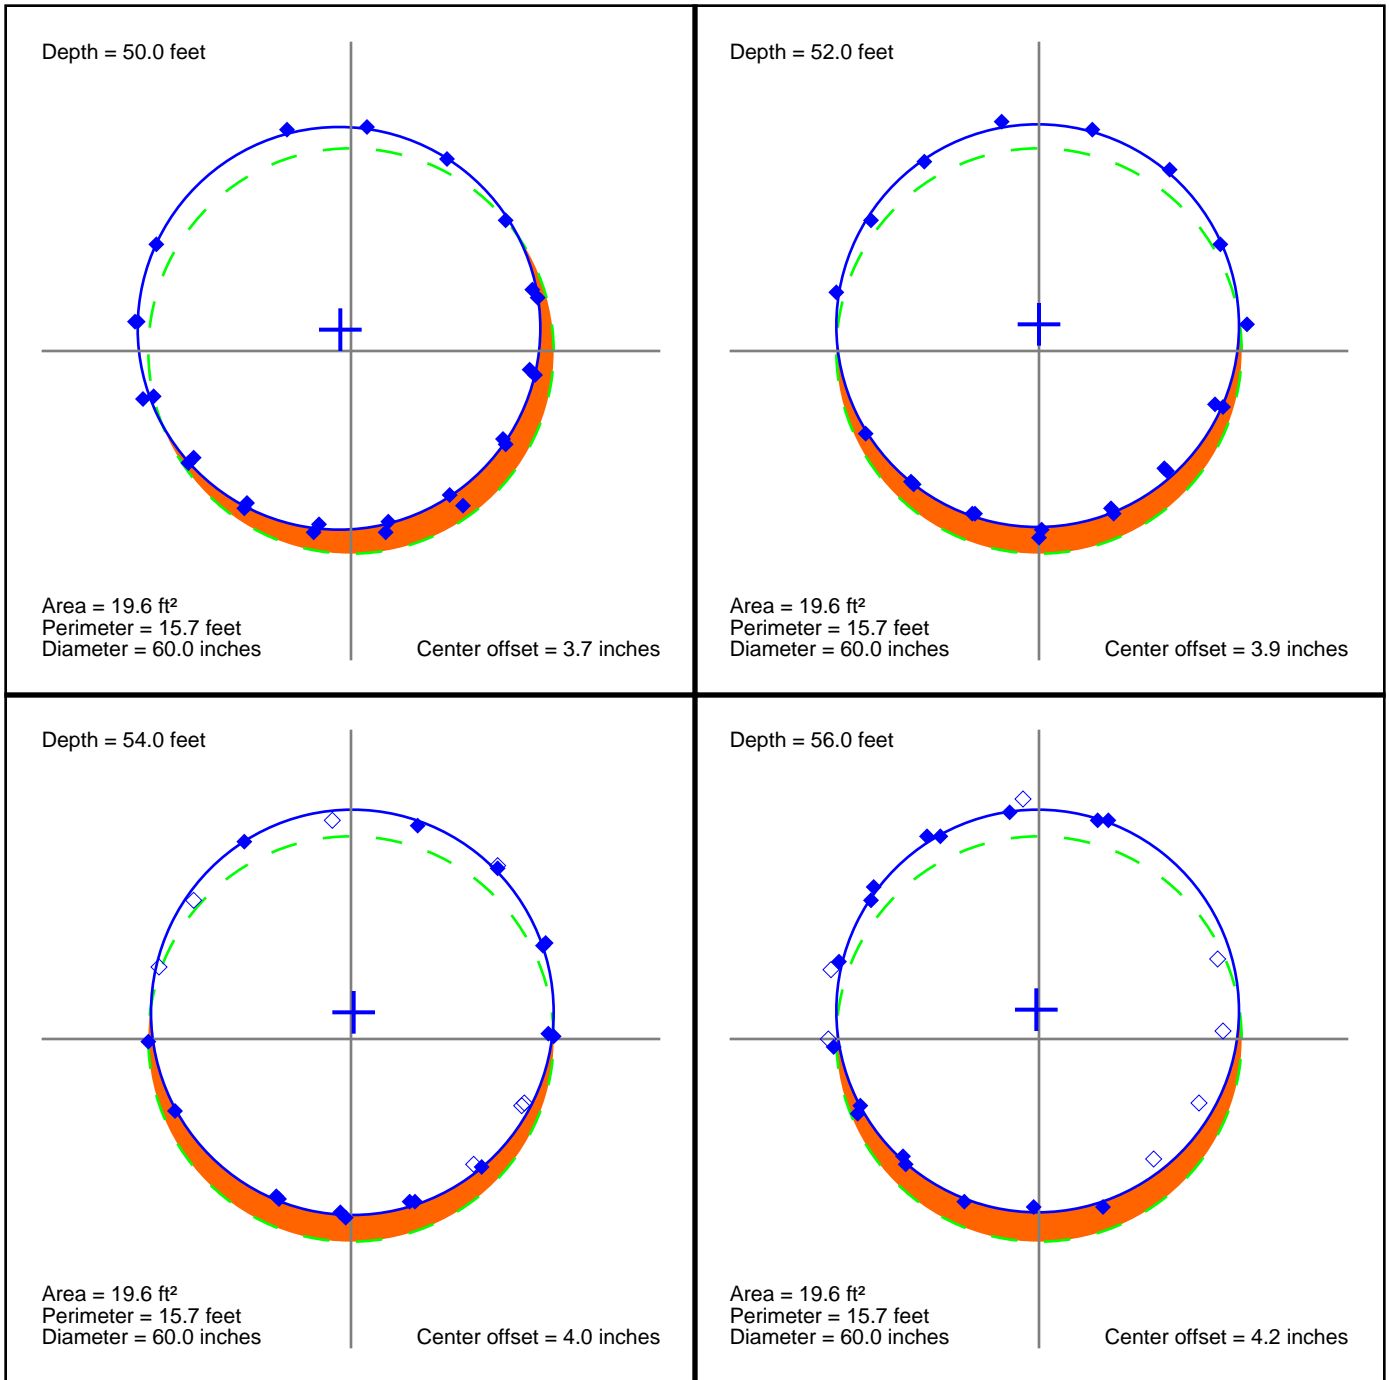 Depth = 50.0 feet
Area = 19.6 ft²
Perimeter = 15.7 feet
Diameter = 60.0 inches
Center offset = 3.7 inches
Depth = 52.0 feet
Area = 19.6 ft²
Perimeter = 15.7 feet
Diameter = 60.0 inches
Center offset = 3.9 inches
Depth = 54.0 feet
Area = 19.6 ft²
Perimeter = 15.7 feet
Diameter = 60.0 inches
Center offset = 4.0 inches
Depth = 56.0 feet
Area = 19.6 ft²
Perimeter = 15.7 feet
Diameter = 60.0 inches
Center offset = 4.2 inches